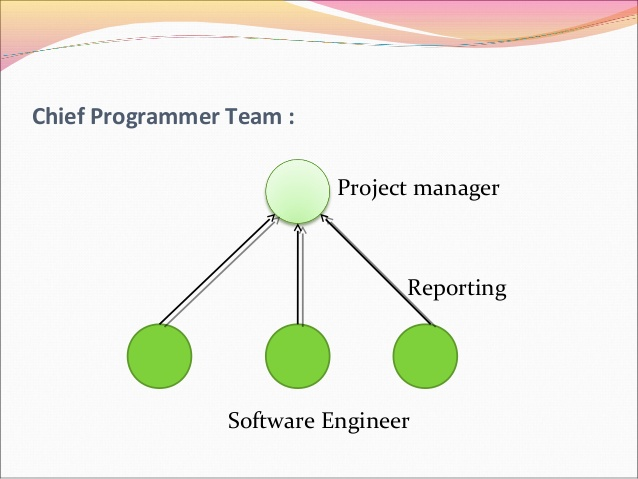 Chief Programmer Team :
Project manager
Reporting
Software Engineer